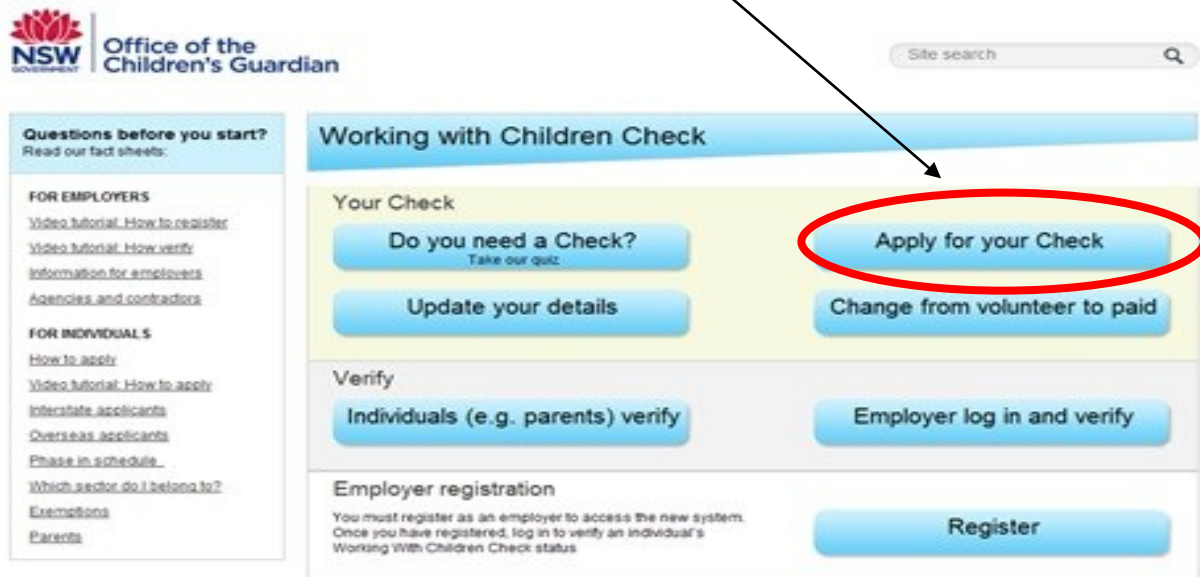 NSW
GOVERNMENT
Office of the
Children's Guardian
Site search
Questions before you start?
Read our fact sheets:
FOR EMPLOYERS
Video tutorial: How to register
Video tutorial: How verify
Information for employers
Agencies and contractors
FOR INDIVIDUALS
How to apply
Video tutorial: How to apply
Interstate applicants
Overseas applicants
Phase in schedule
Which sector do I belong to?
Exemptions
Parents
Working with Children Check
Your Check
Do you need a Check?
Take our quiz
Apply for your Check
Update your details
Change from volunteer to paid
Verify
Individuals (e.g. parents) verify
Employer log in and verify
Employer registration
You must register as an employer to access the new system.
Once you have registered, log in to verify an individual's
Working With Children Check status
Register